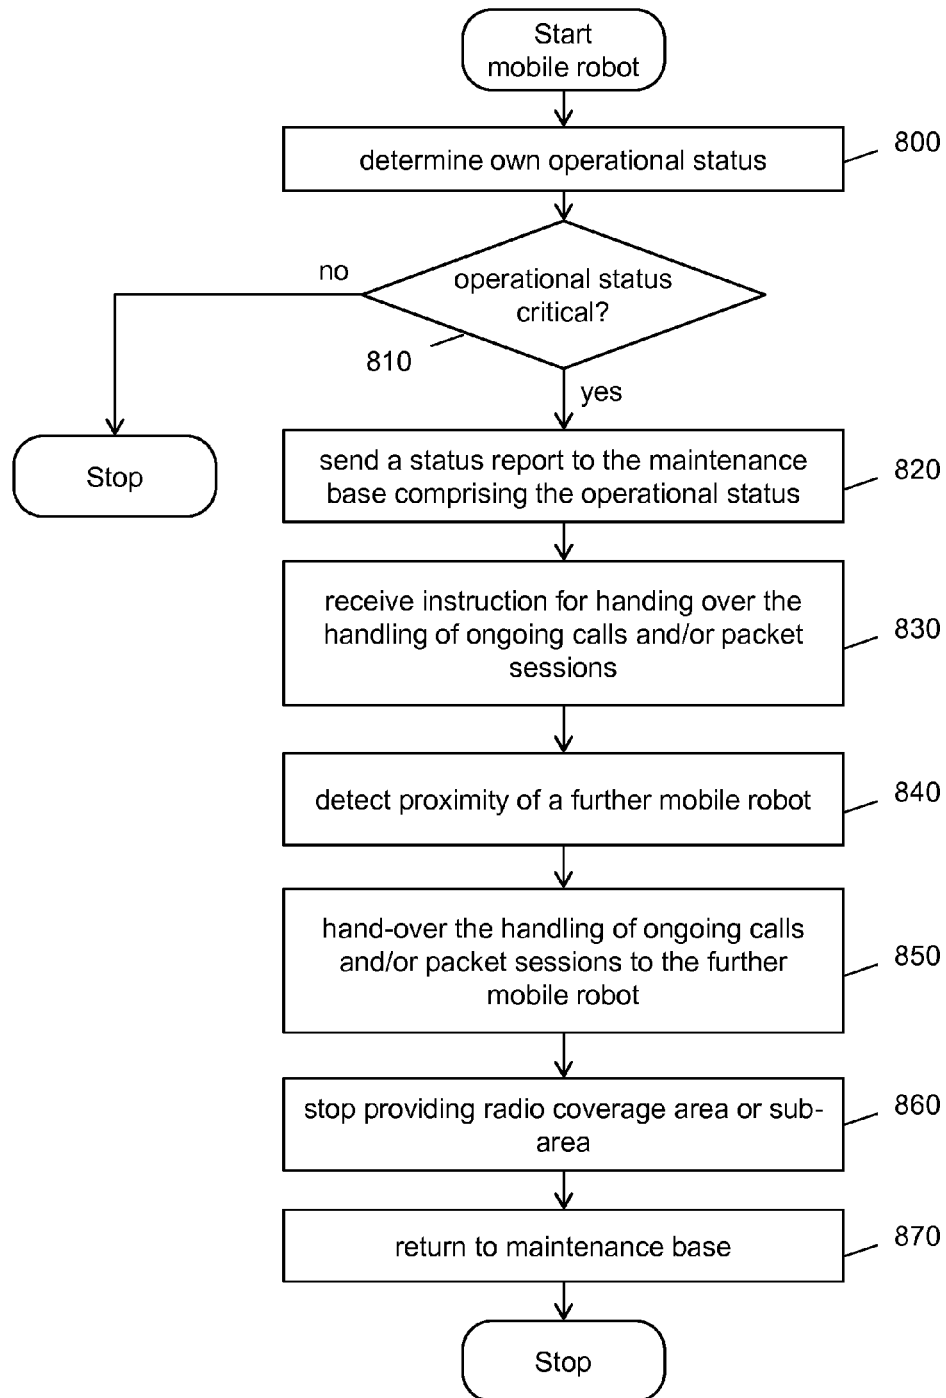 Start
mobile robot
determine own operational status
800
operational status
critical?
no
810
yes
Stop
send a status report to the maintenance
base comprising the operational status
820
receive instruction for handing over the
handling of ongoing calls and/or packet
sessions
830
detect proximity of a further mobile robot
840
hand-over the handling of ongoing calls
and/or packet sessions to the further
mobile robot
850
stop providing radio coverage area or sub-
area
860
return to maintenance base
870
Stop